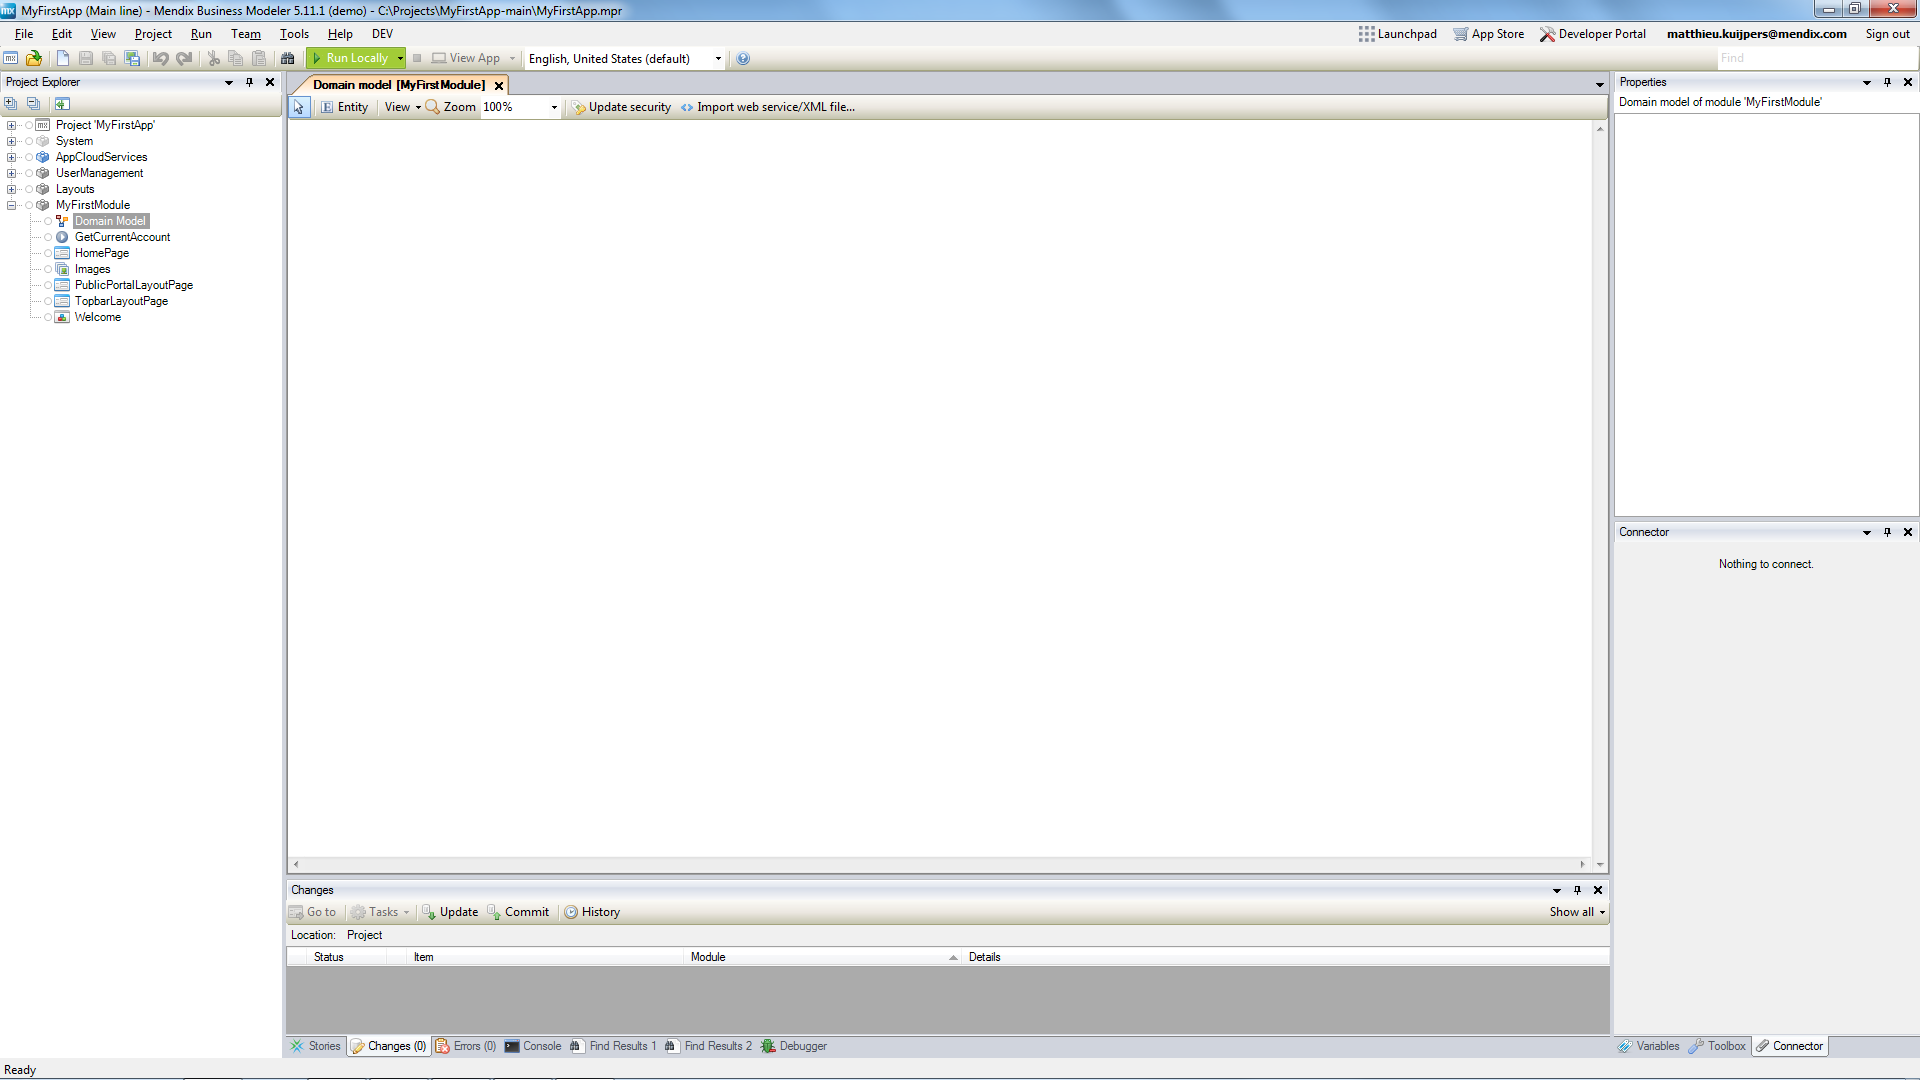 MyFirstApp (Main line) - Mendix Business Modeler 5.11.1 (demo) - C:\Projects\MyFirstApp-main\MyFirstApp.mpr
File Edit View Project Run Team Tools Help DEV
Launchpad App Store Developer Portal matthieu.kuijpers@mendix.com Sign out
Run Locally View App English, United States (default) Find
Project Explorer
Project 'MyFirstApp'
System
AppCloudServices
UserManagement
Layouts
MyFirstModule
Domain Model
GetCurrentAccount
HomePage
Images
PublicPortalLayoutPage
TopbarLayoutPage
Welcome
Domain model [MyFirstModule]
Entity View Zoom 100% Update security Import web service/XML file...
Properties
Domain model of module 'MyFirstModule'
Connector
Nothing to connect.
Changes
Go to Tasks Update Commit History Show all
Location: Project
Status Item Module Details
Stories Changes (0) Errors (0) Console Find Results 1 Find Results 2 Debugger
Variables Toolbox Connector
Ready